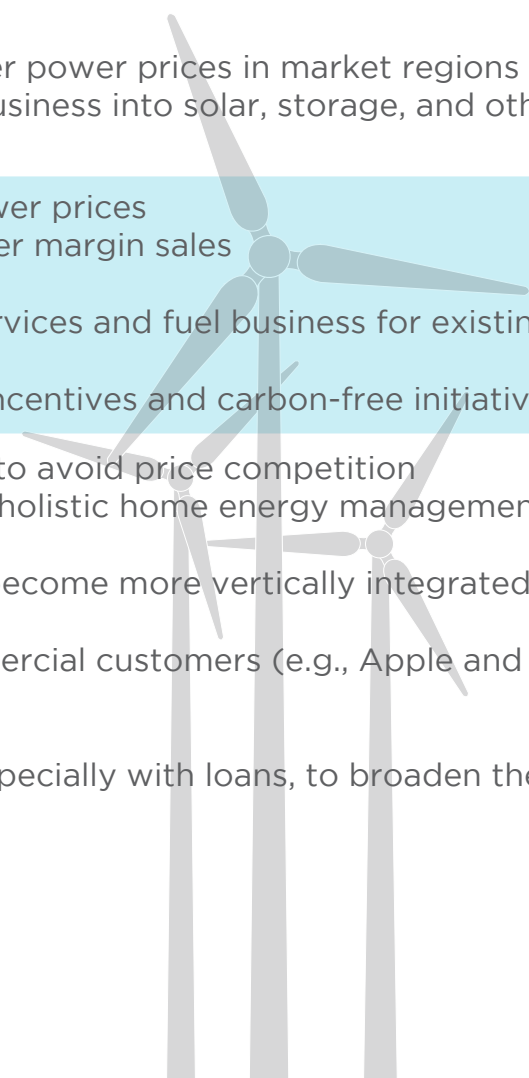 er power prices in market regions
usiness into solar, storage, and oth
wer prices
er margin sales
rvices and fuel business for existin
ncentives and carbon-free initiativ
to avoid price competition
holistic home energy managemen
ecome more vertically integrated
ercial customers (e.g., Apple and
specially with loans, to broaden the